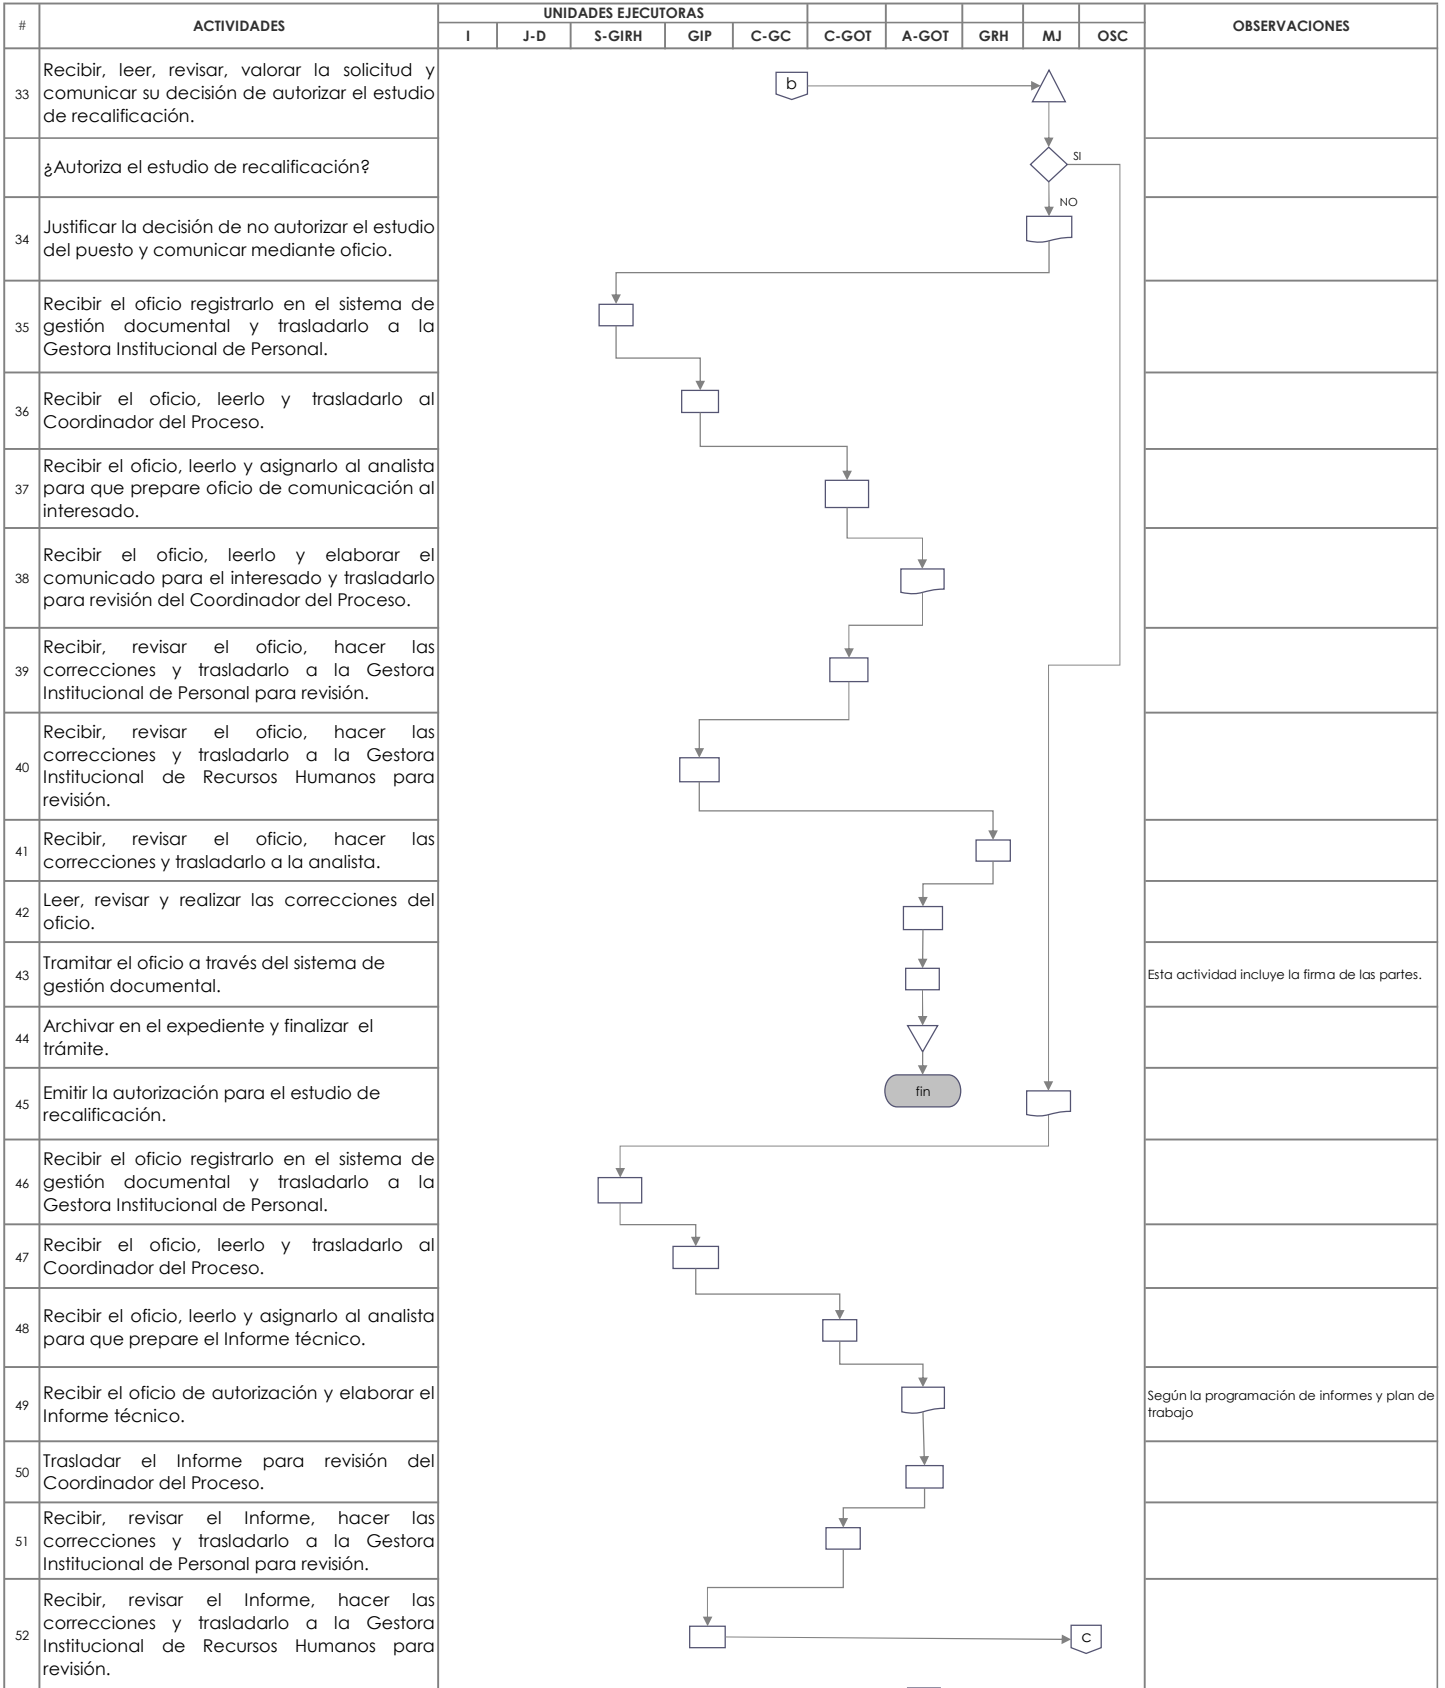 # ACTIVIDADES UNIDADES EJECUTORAS OBSERVACIONES
I J-D S-GIRH GIP C-GC C-GOT A-GOT GRH MJ OSC
33 Recibir, leer, revisar, valorar la solicitud y
comunicar su decisión de autorizar el estudio
de recalificación.
b
¿Autoriza el estudio de recalificación?
SI
NO
34 Justificar la decisión de no autorizar el estudio
del puesto y comunicar mediante oficio.
35 Recibir el oficio registrarlo en el sistema de
gestión documental y trasladarlo a la
Gestora Institucional de Personal.
36 Recibir el oficio, leerlo y trasladarlo al
Coordinador del Proceso.
37 Recibir el oficio, leerlo y asignarlo al analista
para que prepare oficio de comunicación al
interesado.
38 Recibir el oficio, leerlo y elaborar el
comunicado para el interesado y trasladarlo
para revisión del Coordinador del Proceso.
39 Recibir, revisar el oficio, hacer las
correcciones y trasladarlo a la Gestora
Institucional de Personal para revisión.
40 Recibir, revisar el oficio, hacer las
correcciones y trasladarlo a la Gestora
Institucional de Recursos Humanos para
revisión.
41 Recibir, revisar el oficio, hacer las
correcciones y trasladarlo a la analista.
42 Leer, revisar y realizar las correcciones del
oficio.
43 Tramitar el oficio a través del sistema de
gestión documental.
Esta actividad incluye la firma de las partes.
44 Archivar en el expediente y finalizar el
trámite.
fin
45 Emitir la autorización para el estudio de
recalificación.
46 Recibir el oficio registrarlo en el sistema de
gestión documental y trasladarlo a la
Gestora Institucional de Personal.
47 Recibir el oficio, leerlo y trasladarlo al
Coordinador del Proceso.
48 Recibir el oficio, leerlo y asignarlo al analista
para que prepare el Informe técnico.
49 Recibir el oficio de autorización y elaborar el
Informe técnico.
Según la programación de informes y plan de
trabajo
50 Trasladar el Informe para revisión del
Coordinador del Proceso.
51 Recibir, revisar el Informe, hacer las
correcciones y trasladarlo a la Gestora
Institucional de Personal para revisión.
52 Recibir, revisar el Informe, hacer las
correcciones y trasladarlo a la Gestora
Institucional de Recursos Humanos para
revisión.
C